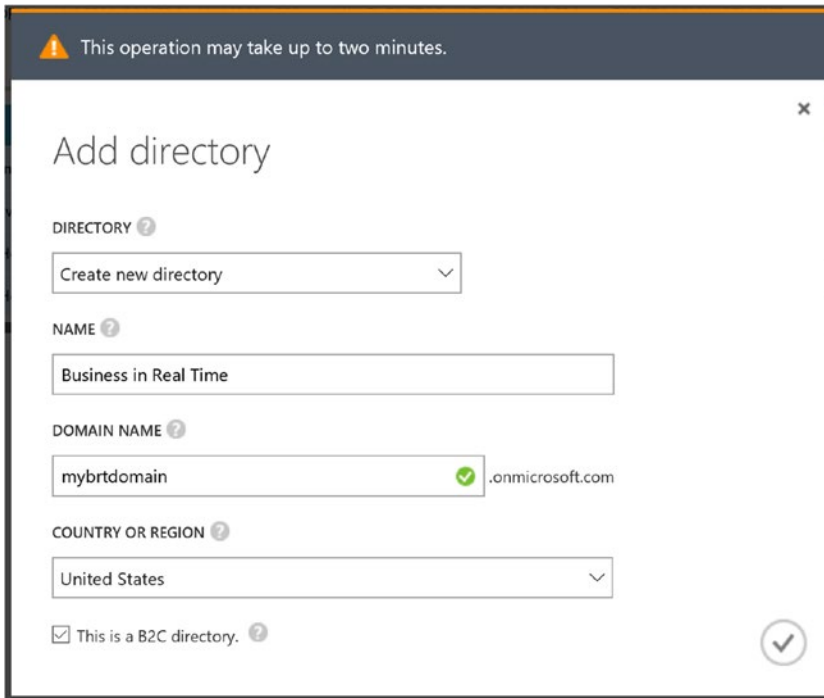 This operation may take up to two minutes.
Add directory
DIRECTORY ?
Create new directory
NAME ?
Business in Real Time
DOMAIN NAME ?
mybrtdomain .onmicrosoft.com
COUNTRY OR REGION ?
United States
This is a B2C directory. ?